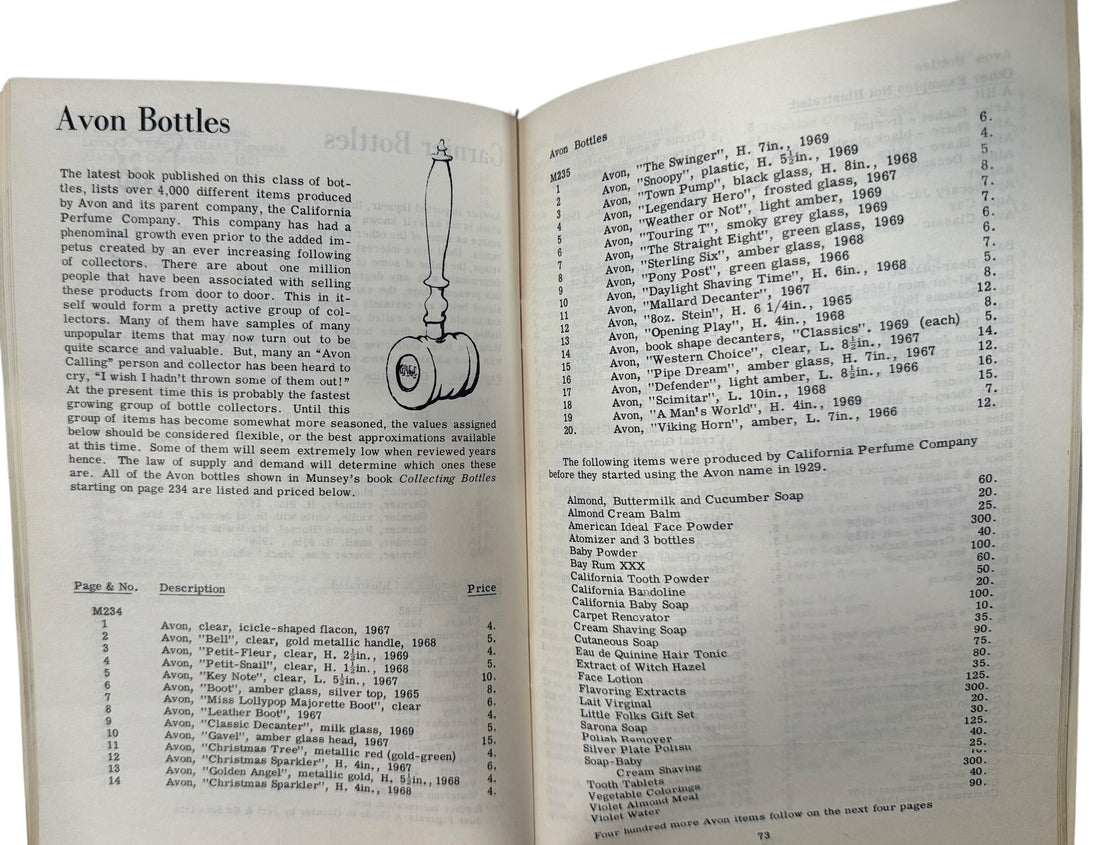 Avon Bottles
The latest book published on this class of bot-
tles, lists over 4,000 different items produced
by Avon and its parent company, the California
Perfume Company. This company has had a
phenominal growth even prior to the added im-
petus created by an ever increasing following
of collectors. There are about one million
people that have been associated with selling
these products from door to door. This in it-
self would form a pretty active group of col-
lectors. Many of them have samples of many
unpopular items that may now turn out to be
quite scarce and valuable. But, many an "Avon
Calling" person and collector has been heard to
cry, "I wish I hadn't thrown some of them out!"
At the present time this is probably the fastest
growing group of bottle collectors. Until this
group of items has become somewhat more seasoned, the values assigned
below should be considered flexible, or the best approximations available
at this time. Some of them will seem extremely low when reviewed years
hence. The law of supply and demand will determine which ones these
are. All of the Avon bottles shown in Munsey's book Collecting Bottles
starting on page 234 are listed and priced below.
Page & No. Description Price
M234
1 Avon, clear, icicle-shaped flacon, 1967 4.
2 Avon, "Bell", clear, gold metallic handle, 1968 5.
3 Avon, "Petit-Fleur, clear, H. 2½in., 1969 4.
4 Avon, "Petit-Snail", clear, H. 1½in., 1968 5.
5 Avon, "Key Note", clear, L. 5½in., 1967 10.
6 Avon, "Boot", amber glass, silver top, 1965 8.
7 Avon, "Miss Lollypop Majorette Boot", clear 6.
8 Avon, "Leather Boot", 1967 4.
9 Avon, "Classic Decanter", milk glass, 1969 5.
10 Avon, "Gavel", amber glass head, 1967 15.
11 Avon, "Christmas Tree", metallic red (gold-green) 4.
12 Avon, "Christmas Sparkler", H. 4in., 1967 6.
13 Avon, "Golden Angel", metallic gold, H. 5½in., 1968 4.
14 Avon, "Christmas Sparkler", H. 4in., 1968 4.
Avon Bottles
M235
1 Avon, "The Swinger", H. 7in., 1969 6.
2 Avon, "Snoopy", plastic, H. 5½in., 1969 4.
3 Avon, "Town Pump", black glass, H. 8in., 1968 5.
4 Avon, "Legendary Hero", frosted glass, 1967 8.
5 Avon, "Weather or Not", light amber, 1969 7.
6 Avon, "Touring T", smoky grey glass, 1969 7.
7 Avon, "The Straight Eight", green glass, 1969 6.
8 Avon, "Sterling Six", amber glass, 1968 6.
9 Avon, "Pony Post", green glass, 1966 7.
10 Avon, "Daylight Shaving Time", H. 6in., 1968 5.
11 Avon, "Mallard Decanter", 1967 8.
12 Avon, "8oz. Stein", H. 6 1/4in., 1965 12.
13 Avon, "Opening Play", H. 4in., 1968 8.
14 Avon, book shape decanters, "Classics". 1969 (each) 5.
15 Avon, "Western Choice", clear, L. 8½in., 1967 14.
16 Avon, "Pipe Dream", amber glass, H. 7in., 1967 12.
17 Avon, "Defender", light amber, L. 8½in., 1966 16.
18 Avon, "Scimitar", L. 10in., 1968 15.
19 Avon, "A Man's World", H. 4in., 1969 7.
20. Avon, "Viking Horn", amber, L. 7in., 1966 12.
The following items were produced by California Perfume Company
before they started using the Avon name in 1929.
Almond, Buttermilk and Cucumber Soap 60.
Almond Cream Balm 20.
American Ideal Face Powder 25.
Atomizer and 3 bottles 300.
Baby Powder 40.
Bay Rum XXX 100.
California Tooth Powder 60.
California Bandoline 50.
California Baby Soap 20.
Carpet Renovator 100.
Cream Shaving Soap 10.
Cutaneous Soap 35.
Eau de Quinine Hair Tonic 90.
Extract of Witch Hazel 75.
Face Lotion 80.
Flavoring Extracts 35.
Lait Virginal 125.
Little Folks Gift Set 300.
Sarona Soap 20.
Polish Remover 30.
Silver Plate Polish 125.
Soap-Baby 40.
Cream Shaving 25.
Tooth Tablets
Vegetable Colorings 300.
Violet Almond Meal 40.
Violet Water 90.
Four hundred more Avon items follow on the next four pages
73